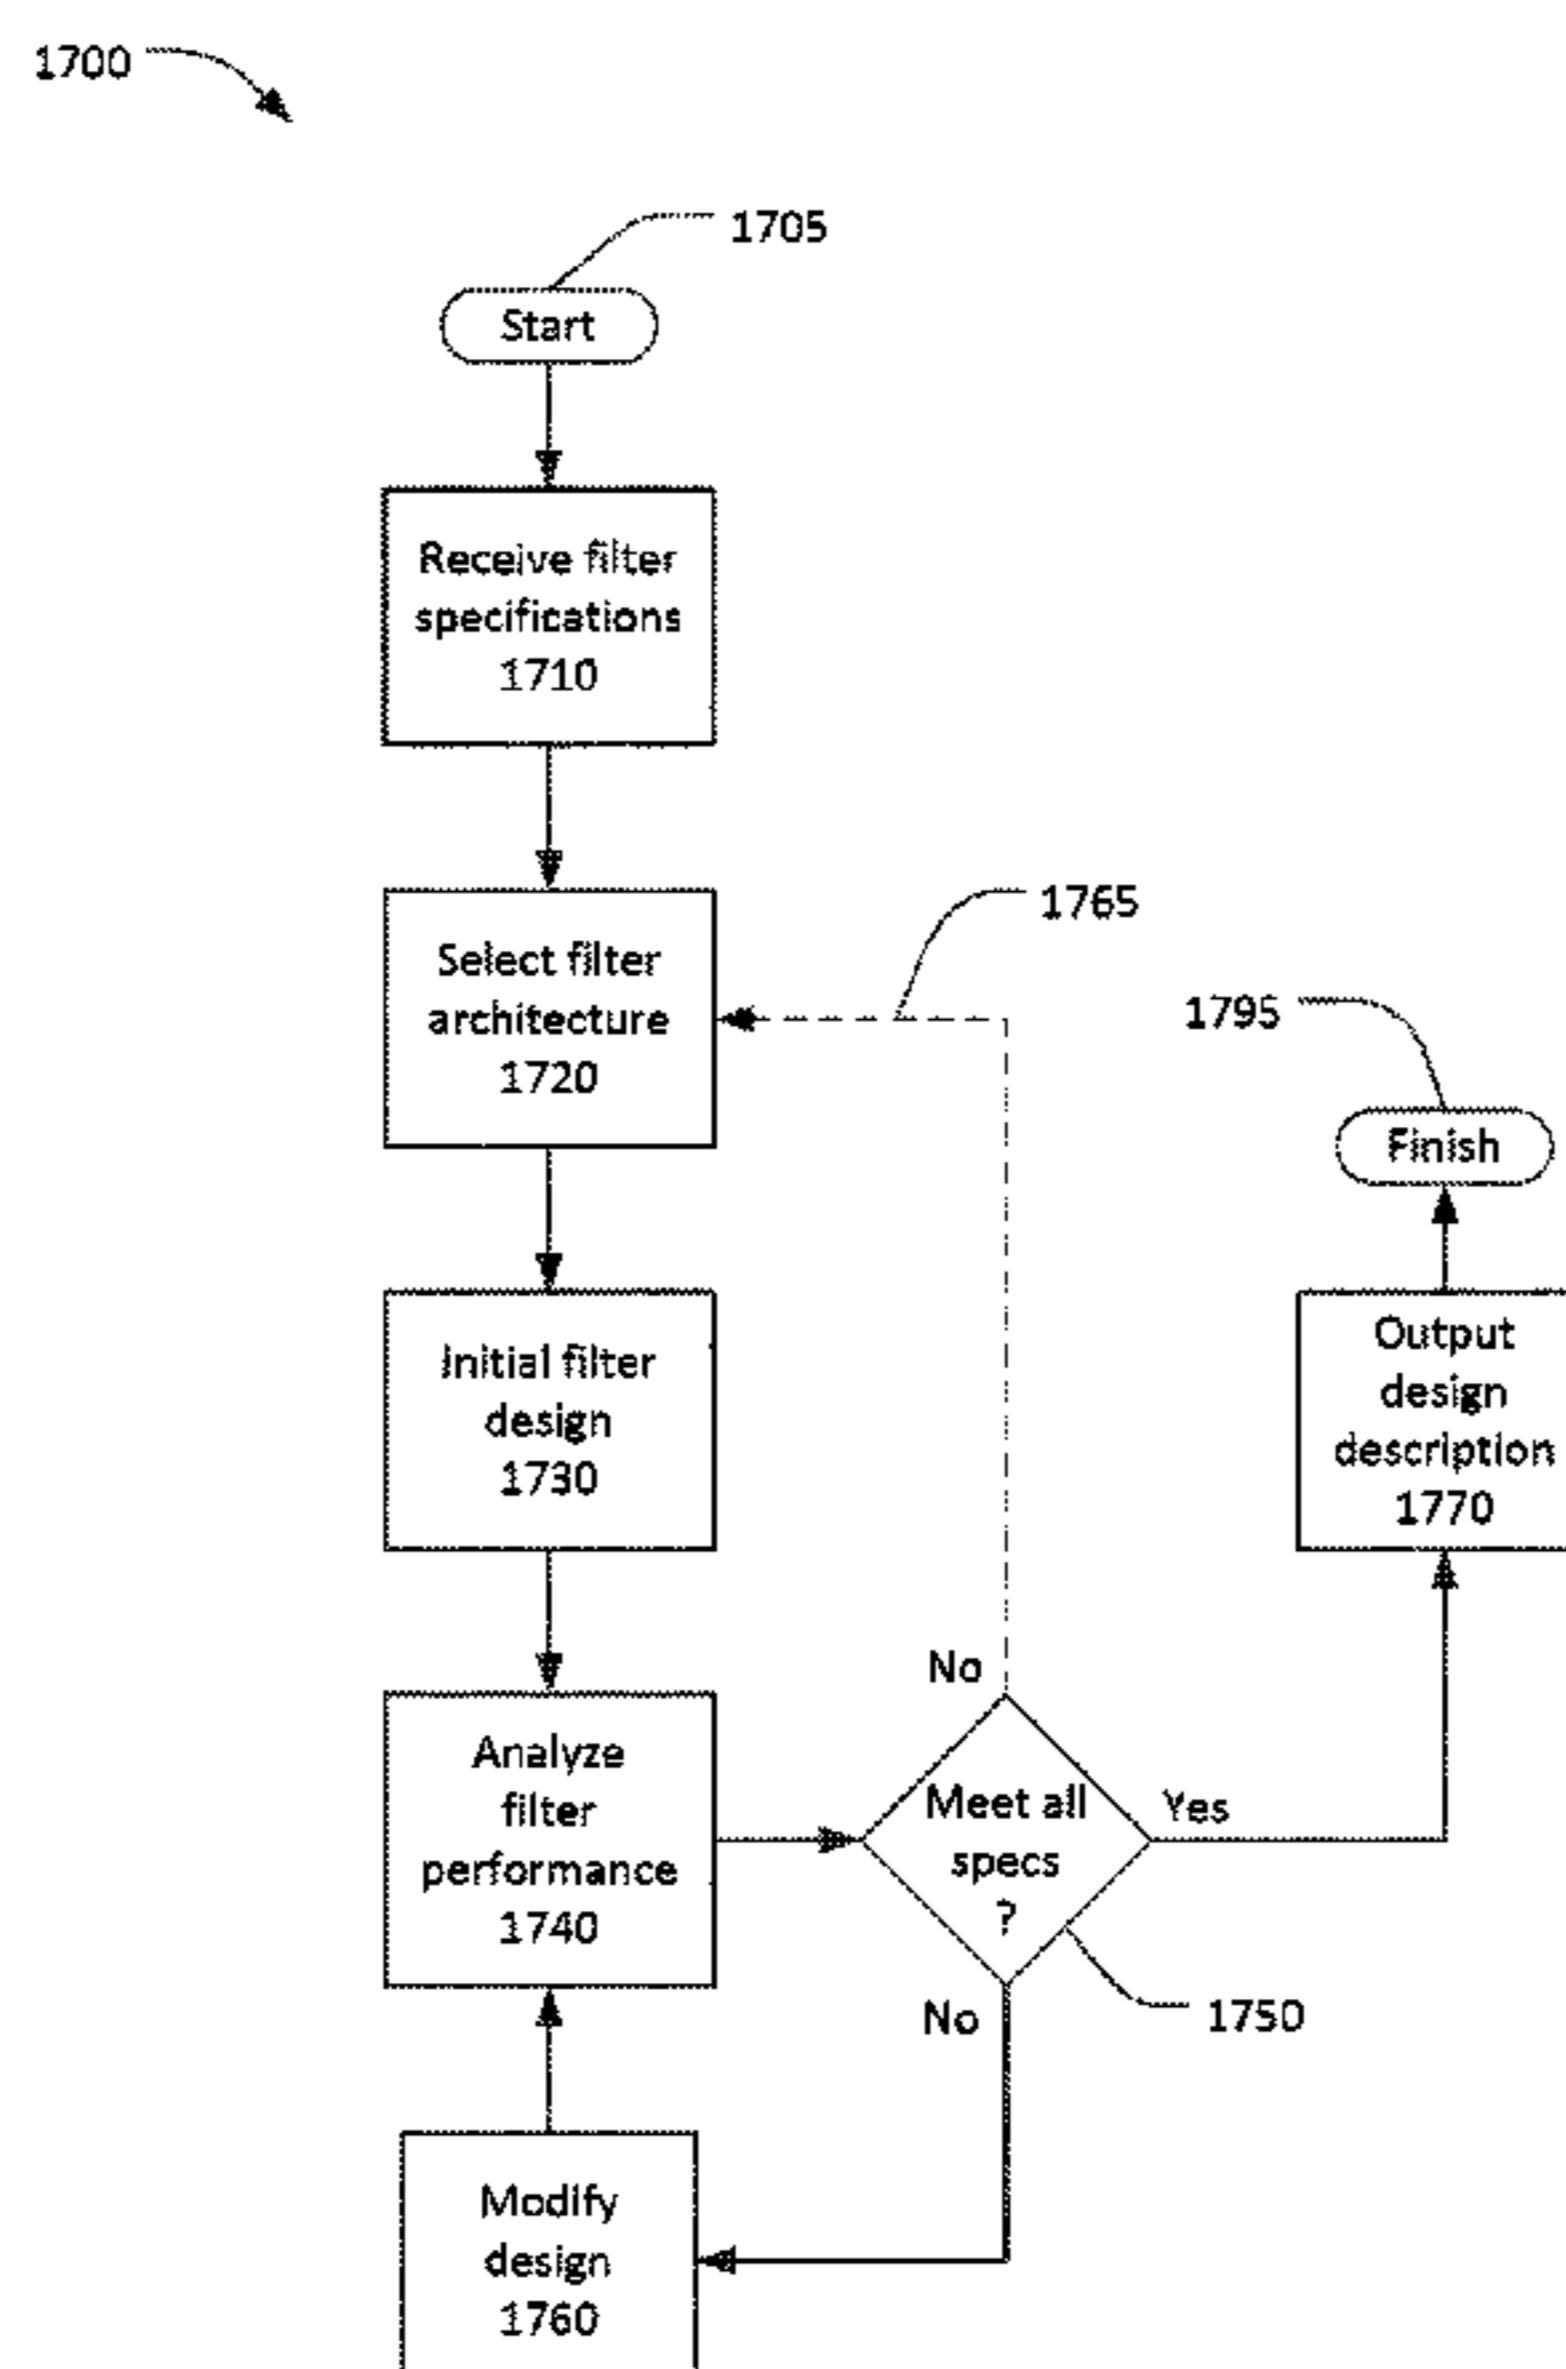 1700
1705
Start
Receive filter
specifications
1710
Select filter
architecture
1720
1765
1795
Finish
Initial filter
design
1730
Output
design
description
1770
Analyze
filter
performance
1740
No
Meet all
specs
?
Yes
No
1750
Modify
design
1760